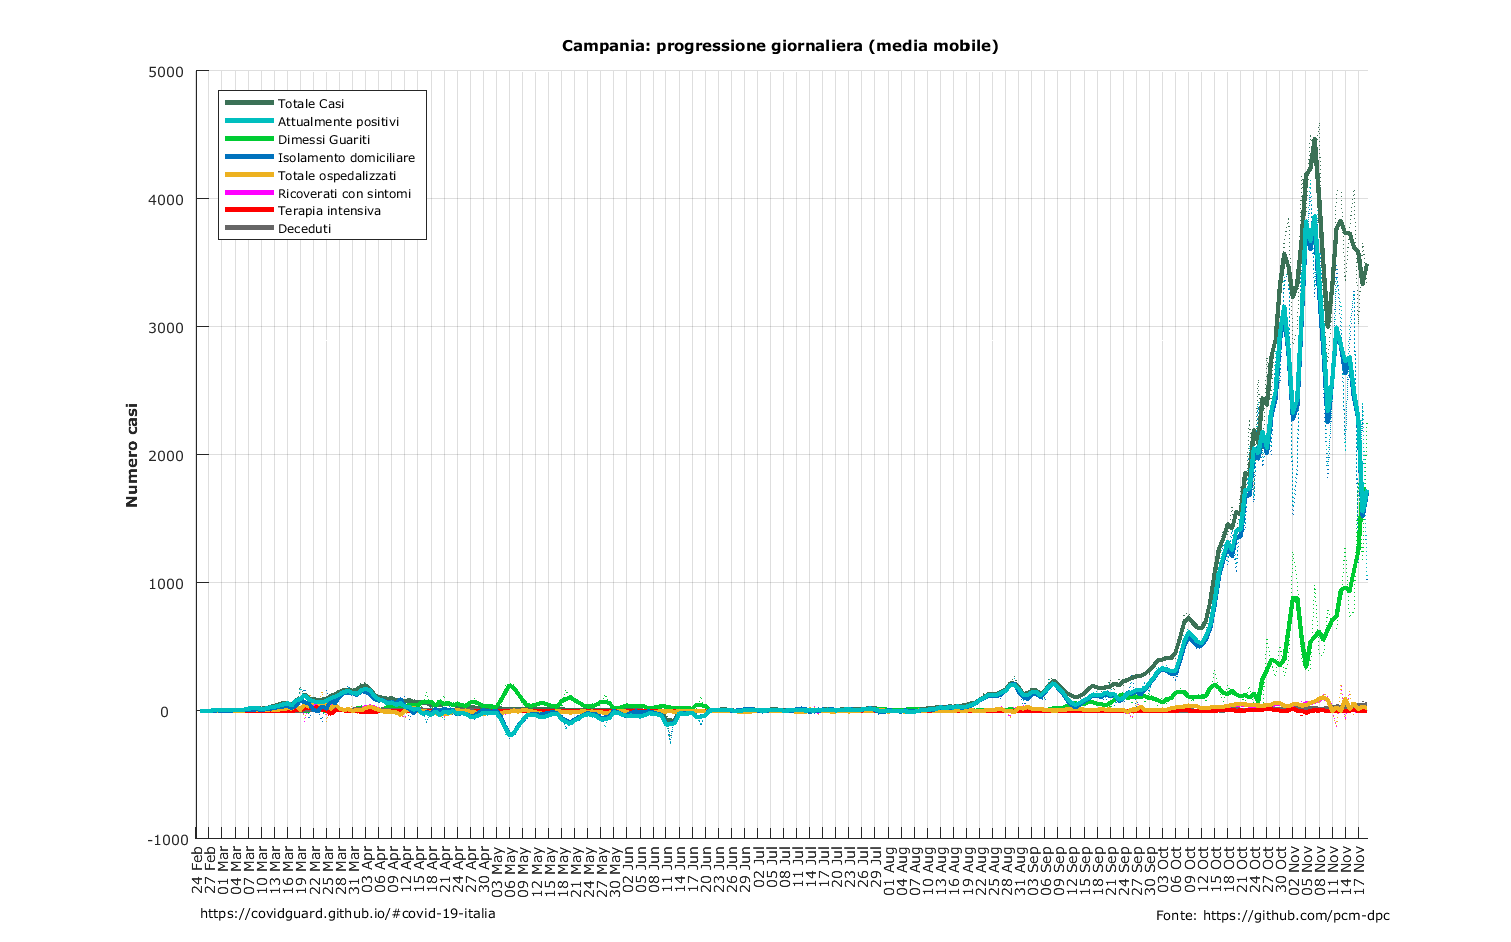 Campania: progressione giornaliera (media mobile)
5000
4000
3000
2000
1000
0
-1000
Numero casi
Totale Casi
Attualmente positivi
Dimessi Guariti
Isolamento domiciliare
Totale ospedalizzati
Ricoverati con sintomi
Terapia intensiva
Deceduti
24 Feb
27 Feb
01 Mar
04 Mar
07 Mar
10 Mar
13 Mar
16 Mar
19 Mar
22 Mar
25 Mar
28 Mar
31 Mar
03 Apr
06 Apr
09 Apr
12 Apr
15 Apr
18 Apr
21 Apr
24 Apr
27 Apr
30 Apr
03 May
06 May
09 May
12 May
15 May
18 May
21 May
24 May
27 May
30 May
02 Jun
05 Jun
08 Jun
11 Jun
14 Jun
17 Jun
20 Jun
23 Jun
26 Jun
29 Jun
02 Jul
05 Jul
08 Jul
11 Jul
14 Jul
17 Jul
20 Jul
23 Jul
26 Jul
29 Jul
01 Aug
04 Aug
07 Aug
10 Aug
13 Aug
16 Aug
19 Aug
22 Aug
25 Aug
28 Aug
31 Aug
03 Sep
06 Sep
09 Sep
12 Sep
15 Sep
18 Sep
21 Sep
24 Sep
27 Sep
30 Sep
03 Oct
06 Oct
09 Oct
12 Oct
15 Oct
18 Oct
21 Oct
24 Oct
27 Oct
30 Oct
02 Nov
05 Nov
08 Nov
11 Nov
14 Nov
17 Nov
https://covidguard.github.io/#covid-19-italia
Fonte: https://github.com/pcm-dpc